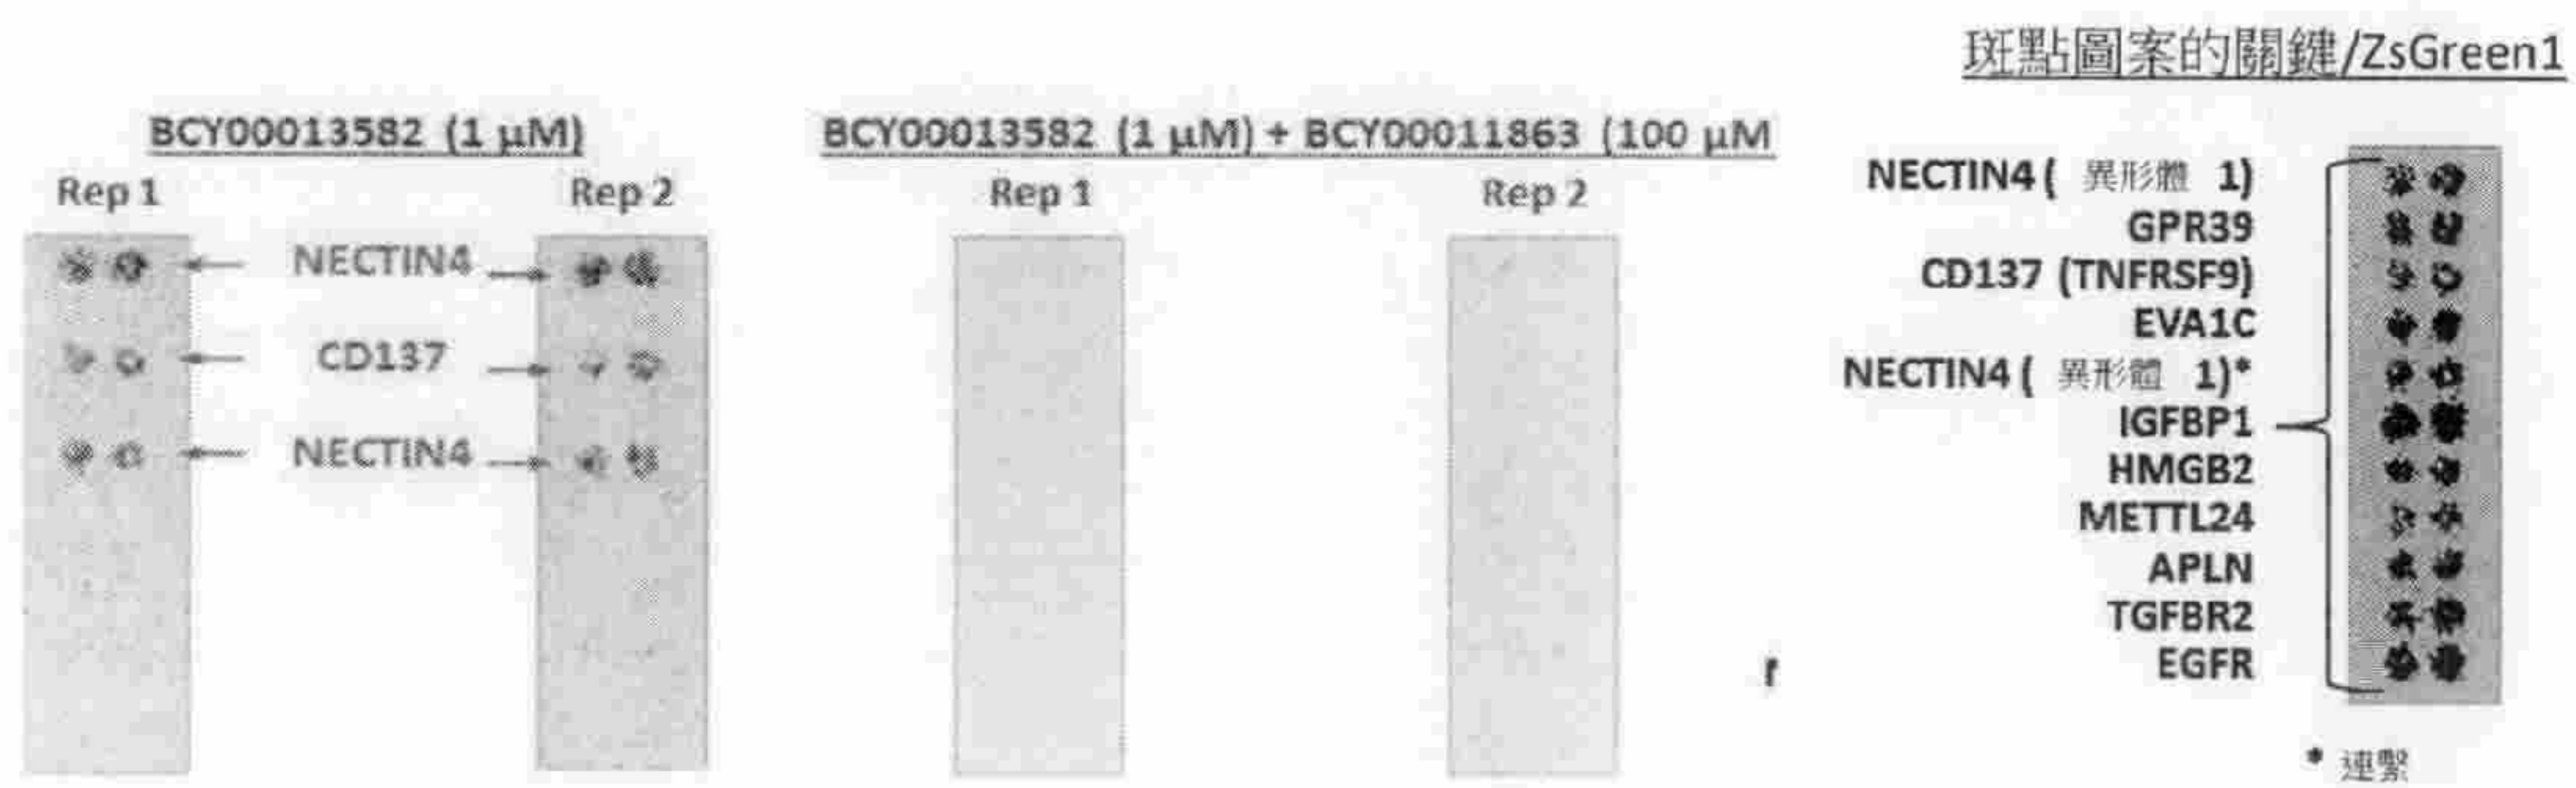 斑點圖案的關鍵/ZsGreen1
BCY00013582 (1 μM)
BCY00013582 (1 μM) + BCY00011863 (100 μM
Rep 1
Rep 2
Rep 1
Rep 2
NECTIN4
CD137
NECTIN4
NECTIN4 ( 異形體 1)
GPR39
CD137 (TNFRSF9)
EVA1C
NECTIN4 ( 異形體 1)*
IGFBP1
HMGB2
METTL24
APLN
TGFBR2
EGFR
* 連繫